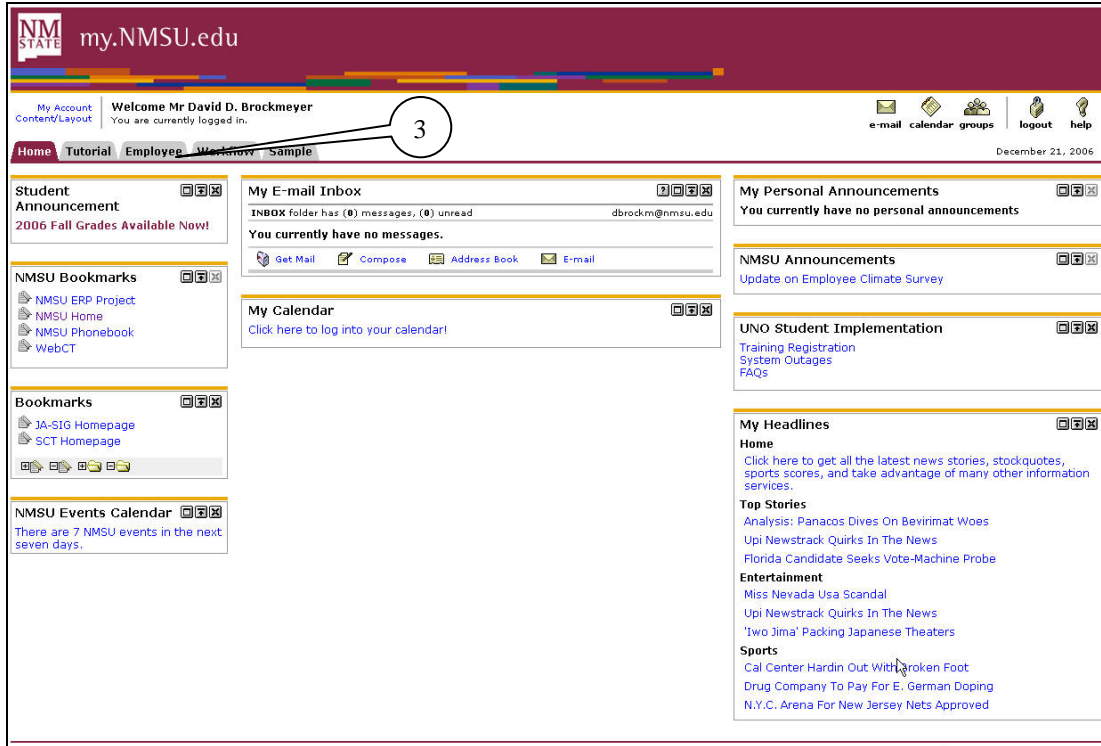 NM
STATE
my.NMSU.edu
My Account
Content/Layout
Welcome Mr David D. Brockmeyer
You are currently logged in.
3
e-mail calendar groups logout help
Home Tutorial Employee Workflow Sample
December 21, 2006
Student
Announcement
2006 Fall Grades Available Now!
NMSU Bookmarks
NMSU ERP Project
NMSU Home
NMSU Phonebook
WebCT
Bookmarks
JA-SIG Homepage
SCT Homepage
NMSU Events Calendar
There are 7 NMSU events in the next
seven days.
My E-mail Inbox
INBOX folder has (0) messages, (0) unread dbrockm@nmsu.edu
You currently have no messages.
Get Mail Compose Address Book E-mail
My Calendar
Click here to log into your calendar!
My Personal Announcements
You currently have no personal announcements
NMSU Announcements
Update on Employee Climate Survey
UNO Student Implementation
Training Registration
System Outages
FAQs
My Headlines
Home
Click here to get all the latest news stories, stockquotes,
sports scores, and take advantage of many other information
services.
Top Stories
Analysis: Panacos Dives On Bevirimat Woes
Upi Newstrack Quirks In The News
Florida Candidate Seeks Vote-Machine Probe
Entertainment
Miss Nevada Usa Scandal
Upi Newstrack Quirks In The News
'Iwo Jima' Packing Japanese Theaters
Sports
Cal Center Hardin Out With Broken Foot
Drug Company To Pay For E. German Doping
N.Y.C. Arena For New Jersey Nets Approved